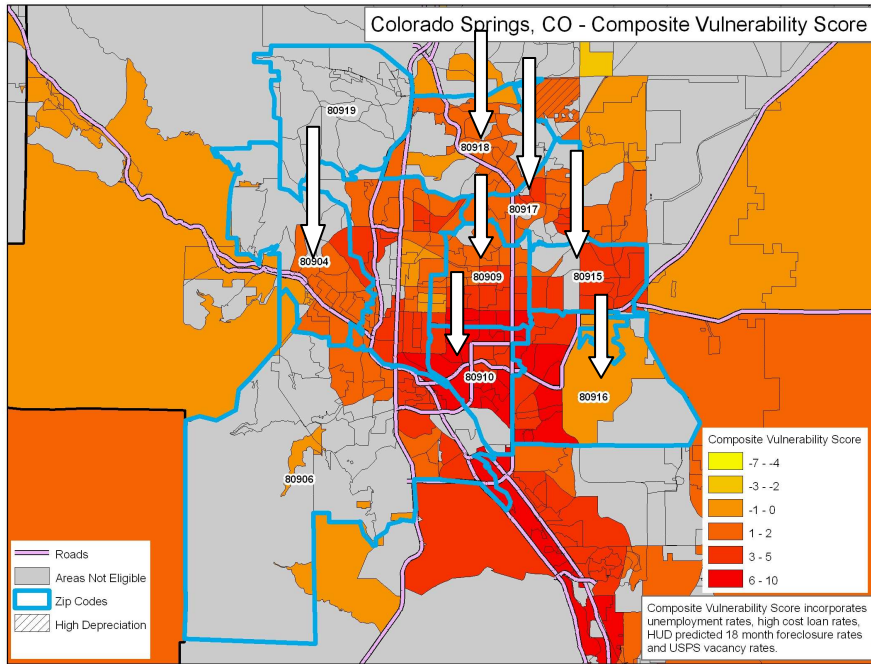 Colorado Springs, CO - Composite Vulnerability Score
80919
80918
80917
80904
80909
80915
80910
80916
80906
Composite Vulnerability Score
-7 - -4
-3 - -2
-1 - 0
1 - 2
3 - 5
6 - 10
Roads
Areas Not Eligible
Zip Codes
High Depreciation
Composite Vulnerability Score incorporates
unemployment rates, high cost loan rates,
HUD predicted 18 month foreclosure rates
and USPS vacancy rates.